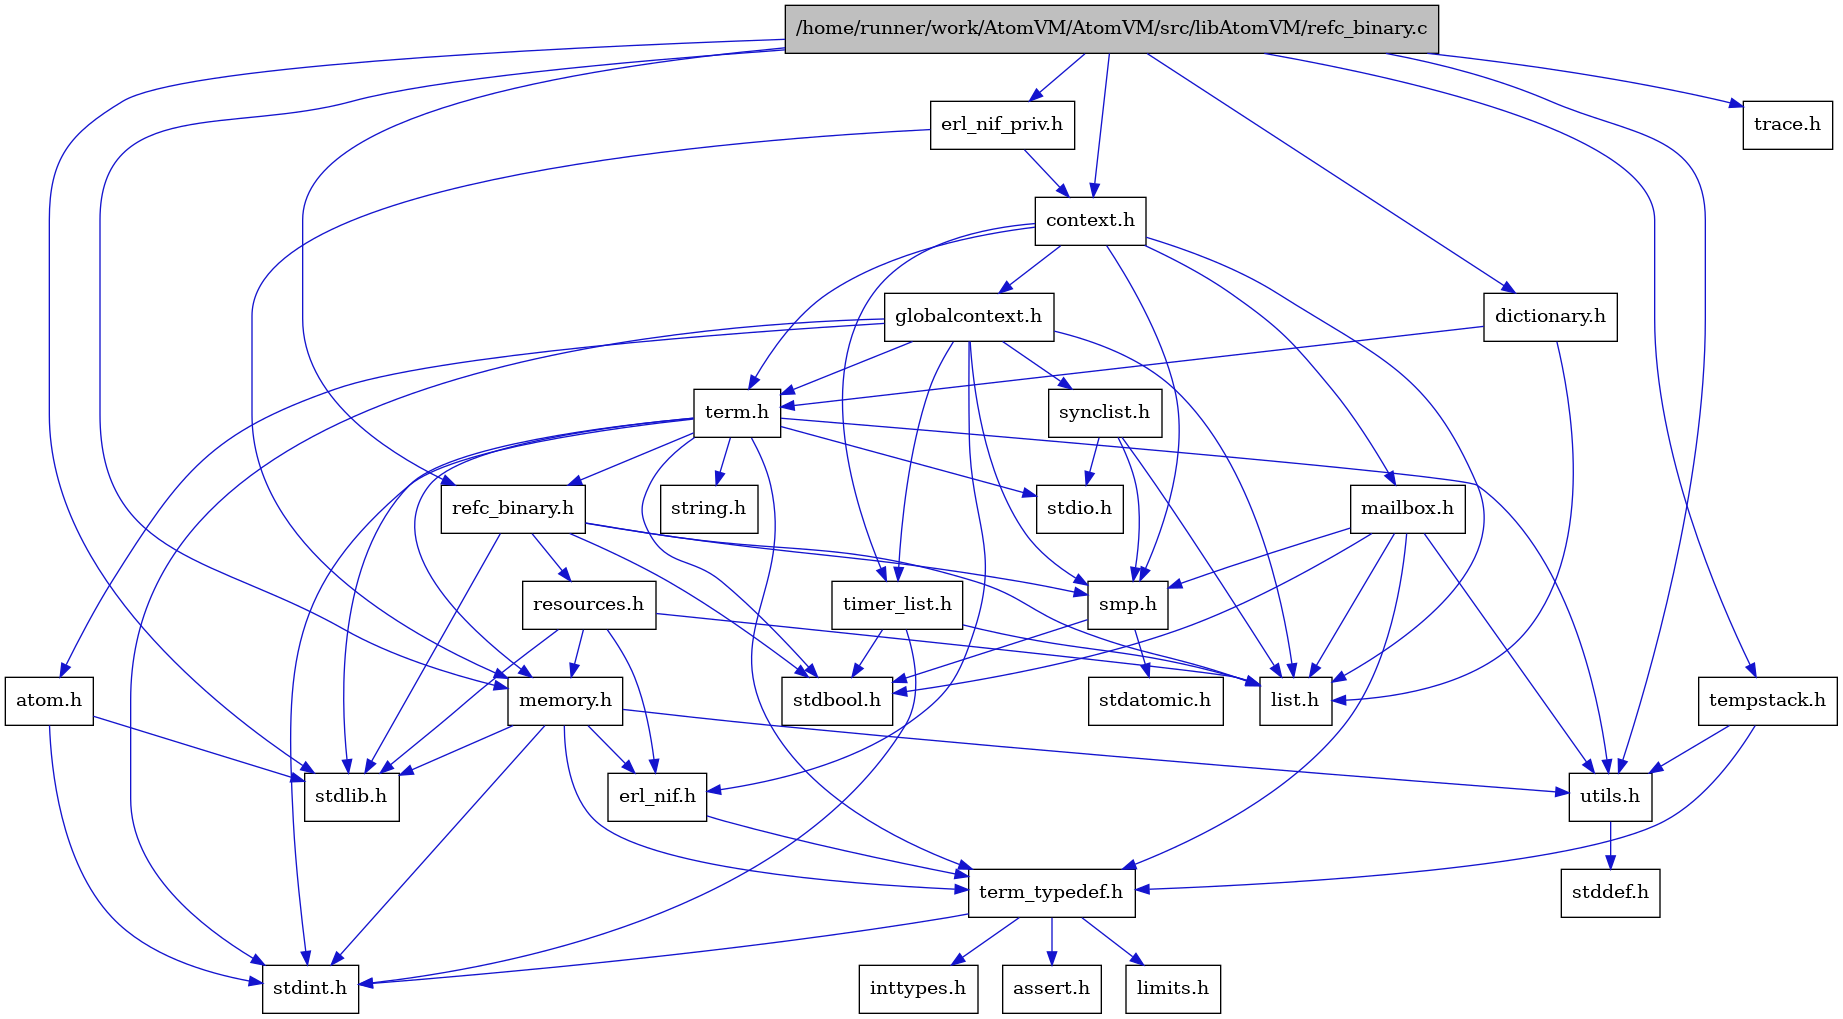 /home/runner/work/AtomVM/AtomVM/src/libAtomVM/refc_binary.c
erl_nif_priv.h
trace.h
context.h
globalcontext.h
dictionary.h
term.h
synclist.h
refc_binary.h
string.h
stdio.h
mailbox.h
resources.h
timer_list.h
smp.h
atom.h
memory.h
stdbool.h
stdatomic.h
list.h
tempstack.h
stdlib.h
erl_nif.h
utils.h
term_typedef.h
stddef.h
stdint.h
inttypes.h
assert.h
limits.h